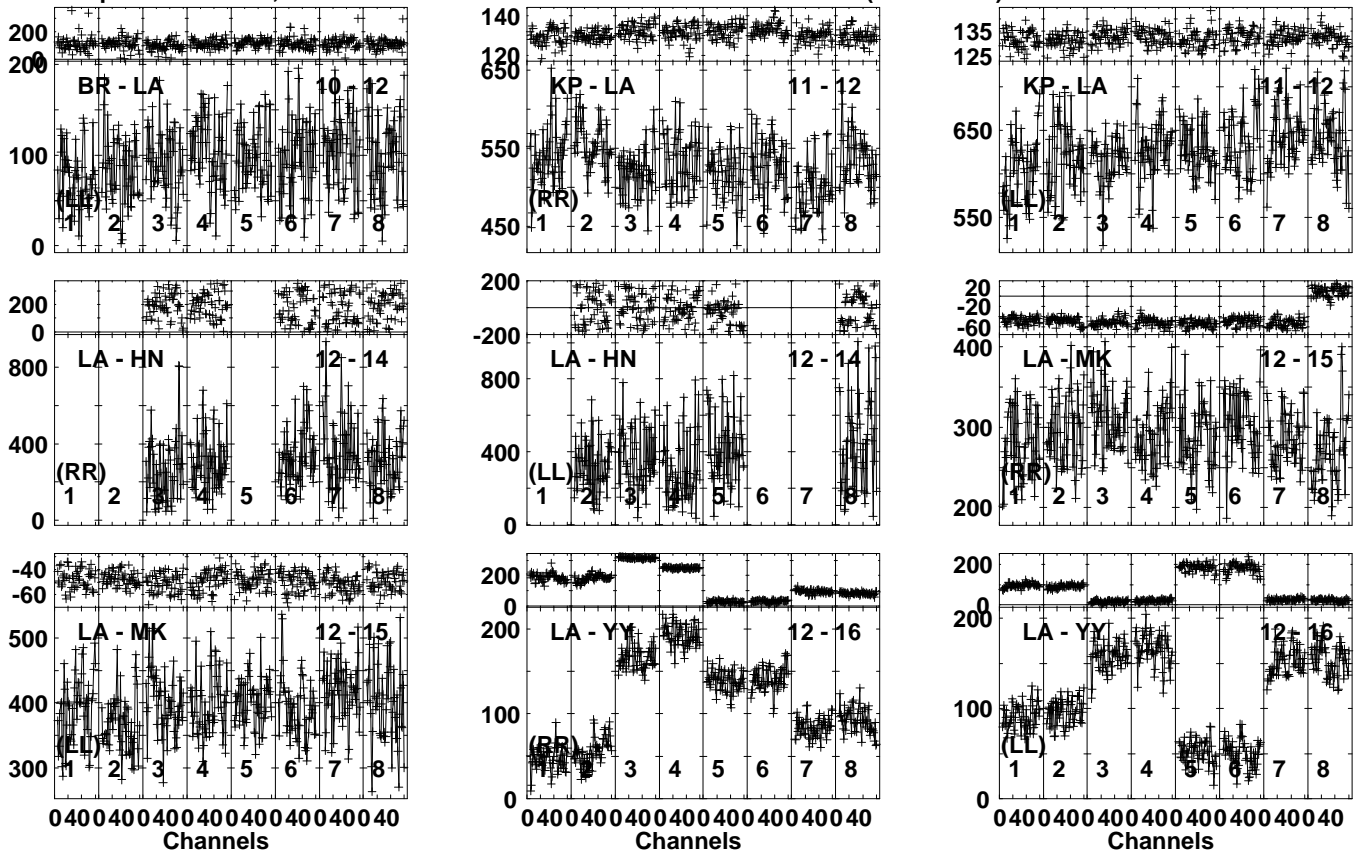 200 0
140 120
135 125
200 100 0
BR - LA 10 - 12
(LL)
1 2 3 4 5 6 7 8
650 550 450
KP - LA 11 - 12
(RR)
1 2 3 4 5 6 7 8
650 550
KP - LA 11 - 12
(LL)
1 2 3 4 5 6 7 8
200 0
200 0 -200
20 -20 -60
800 400 0
LA - HN 12 - 14
(RR)
1 2 3 4 5 6 7 8
800 400 0
LA - HN 12 - 14
(LL)
1 2 3 4 5 6 7 8
400 300 200
LA - MK 12 - 15
(RR)
1 2 3 4 5 6 7 8
-40 -60
200 0
200 0
500 400 300
LA - MK 12 - 15
(LL)
1 2 3 4 5 6 7 8
200 100 0
LA - YY 12 - 16
(RR)
1 2 3 4 5 6 7 8
200 100 0
LA - YY 12 - 16
(LL)
1 2 3 4 5 6 7 8
0 40 0 40 0 40 0 40 0 40 0 40 0 40 0 40
Channels
0 40 0 40 0 40 0 40 0 40 0 40 0 40 0 40
Channels
0 40 0 40 0 40 0 40 0 40 0 40 0 40 0 40
Channels